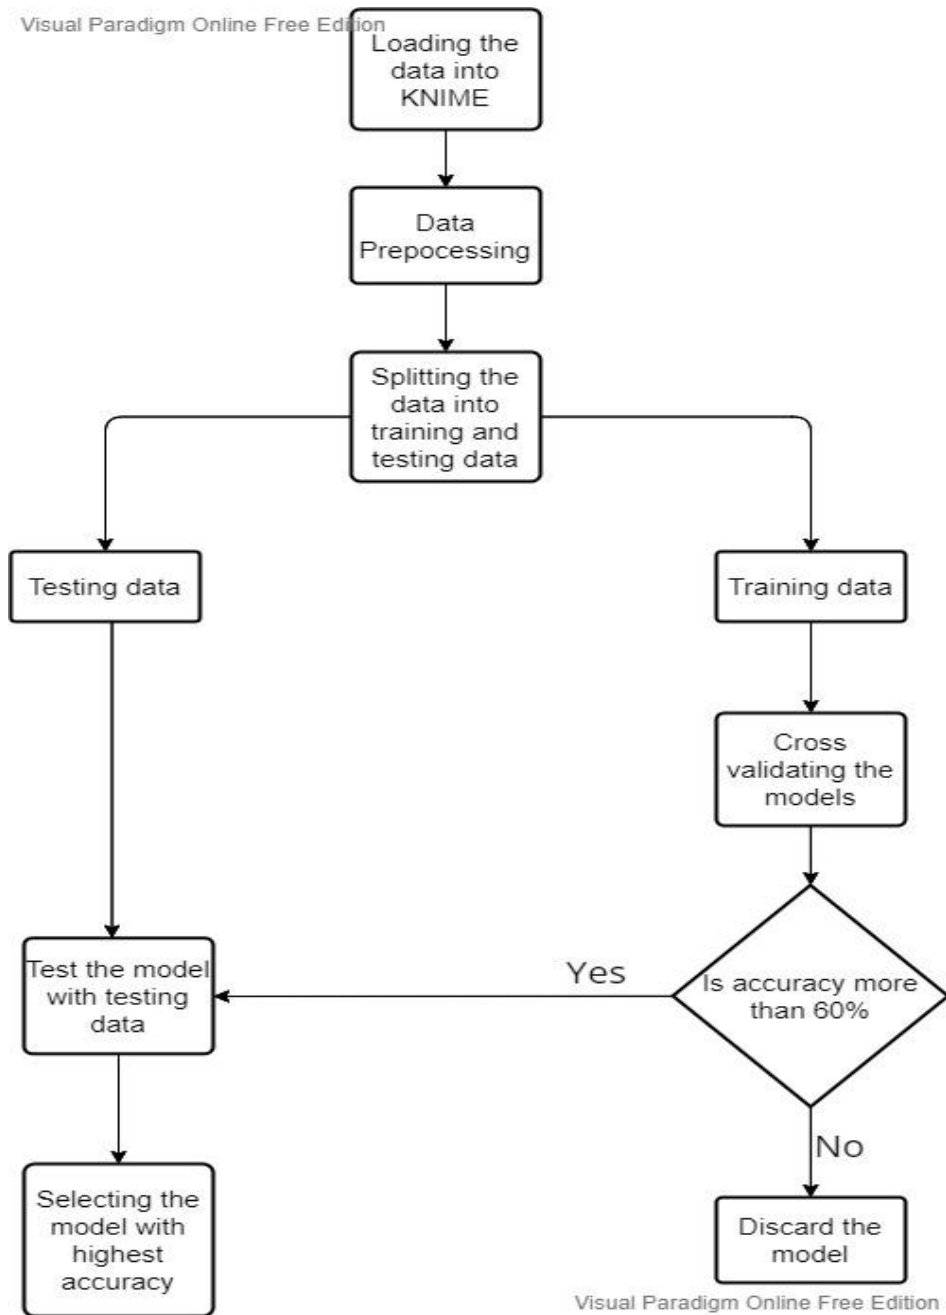 Visual Paradigm Online Free Edition
Loading the
data into
KNIME
Data
Prepocessing
Splitting the
data into
training and
testing data
Testing data
Training data
Cross
validating the
models
Is accuracy more
than 60%
Yes
No
Test the model
with testing
data
Selecting the
model with
highest
accuracy
Discard the
model
Visual Paradigm Online Free Edition